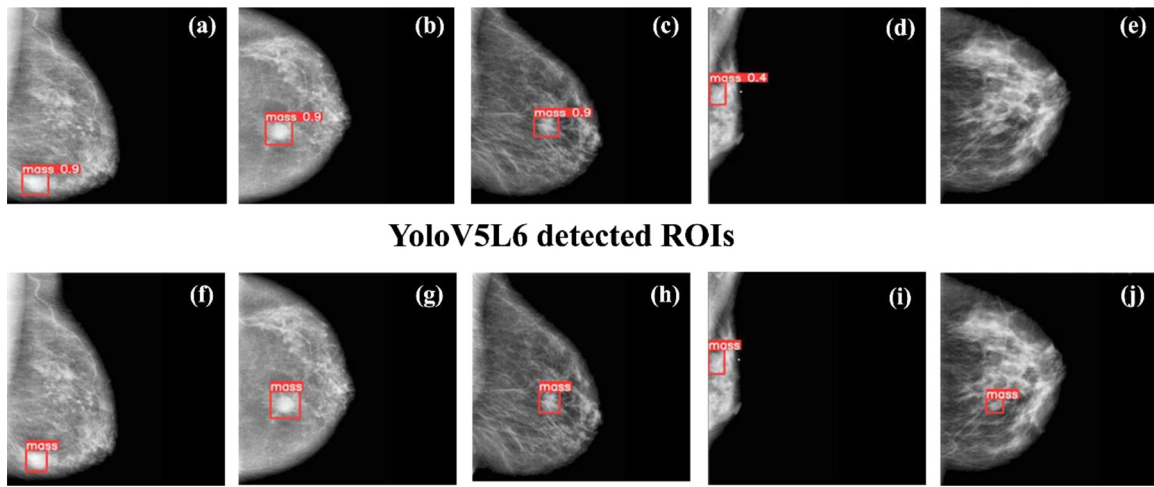 (a) (b) (c) (d) (e)
mass 0.4
mass 0.9 mass 0.9
mass 0.9
YoloV5L6 detected ROIs
(f) (g) (h) (i) (j)
mass
mass mass mass
mass